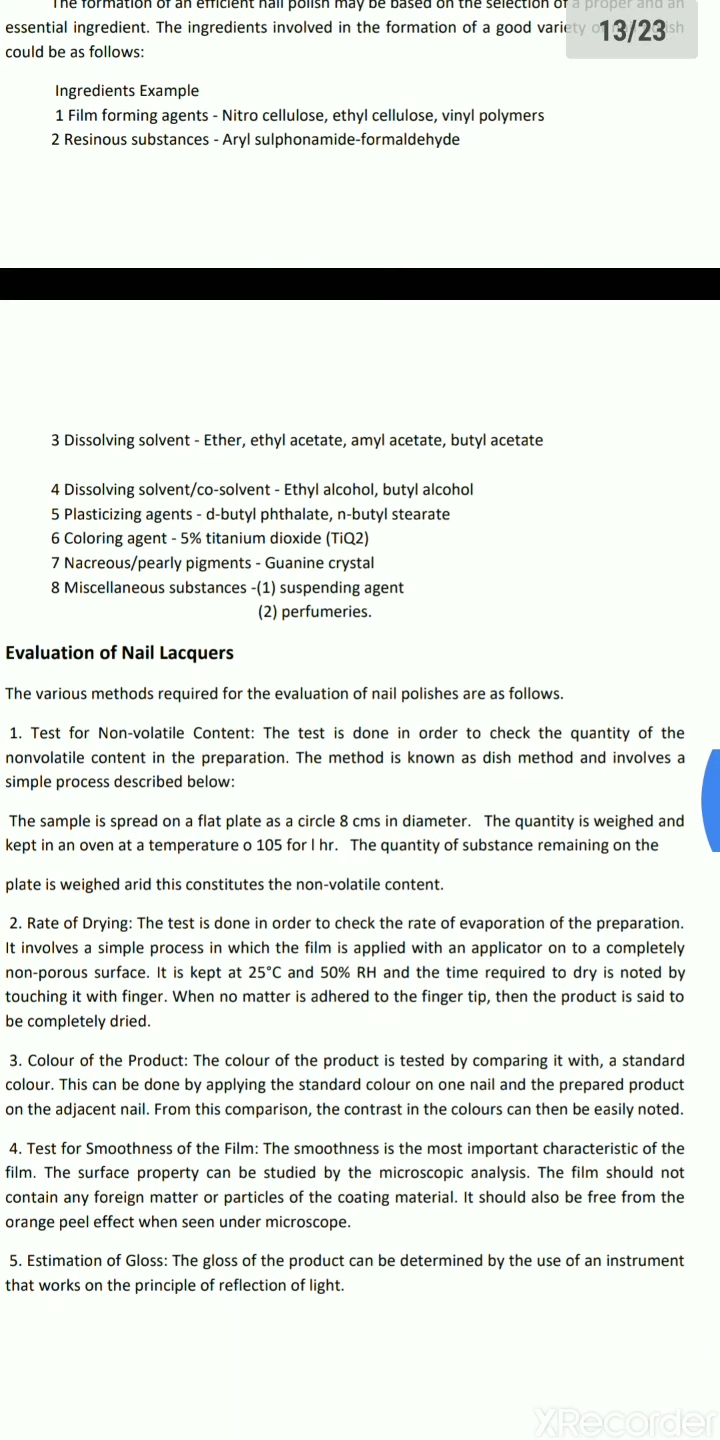 The formation of an efficient nail polish may be based on the selection of a proper and an
essential ingredient. The ingredients involved in the formation of a good variety
13/23
could be as follows:
Ingredients Example
1 Film forming agents - Nitro cellulose, ethyl cellulose, vinyl polymers
2 Resinous substances - Aryl sulphonamide-formaldehyde
3 Dissolving solvent - Ether, ethyl acetate, amyl acetate, butyl acetate
4 Dissolving solvent/co-solvent - Ethyl alcohol, butyl alcohol
5 Plasticizing agents - d-butyl phthalate, n-butyl stearate
6 Coloring agent - 5% titanium dioxide (TiQ2)
7 Nacreous/pearly pigments - Guanine crystal
8 Miscellaneous substances -(1) suspending agent
(2) perfumeries.
Evaluation of Nail Lacquers
The various methods required for the evaluation of nail polishes are as follows.
1. Test for Non-volatile Content: The test is done in order to check the quantity of the
nonvolatile content in the preparation. The method is known as dish method and involves a
simple process described below:
The sample is spread on a flat plate as a circle 8 cms in diameter. The quantity is weighed and
kept in an oven at a temperature o 105 for l hr. The quantity of substance remaining on the
plate is weighed arid this constitutes the non-volatile content.
2. Rate of Drying: The test is done in order to check the rate of evaporation of the preparation.
It involves a simple process in which the film is applied with an applicator on to a completely
non-porous surface. It is kept at 25°C and 50% RH and the time required to dry is noted by
touching it with finger. When no matter is adhered to the finger tip, then the product is said to
be completely dried.
3. Colour of the Product: The colour of the product is tested by comparing it with, a standard
colour. This can be done by applying the standard colour on one nail and the prepared product
on the adjacent nail. From this comparison, the contrast in the colours can then be easily noted.
4. Test for Smoothness of the Film: The smoothness is the most important characteristic of the
film. The surface property can be studied by the microscopic analysis. The film should not
contain any foreign matter or particles of the coating material. It should also be free from the
orange peel effect when seen under microscope.
5. Estimation of Gloss: The gloss of the product can be determined by the use of an instrument
that works on the principle of reflection of light.
XRecorder